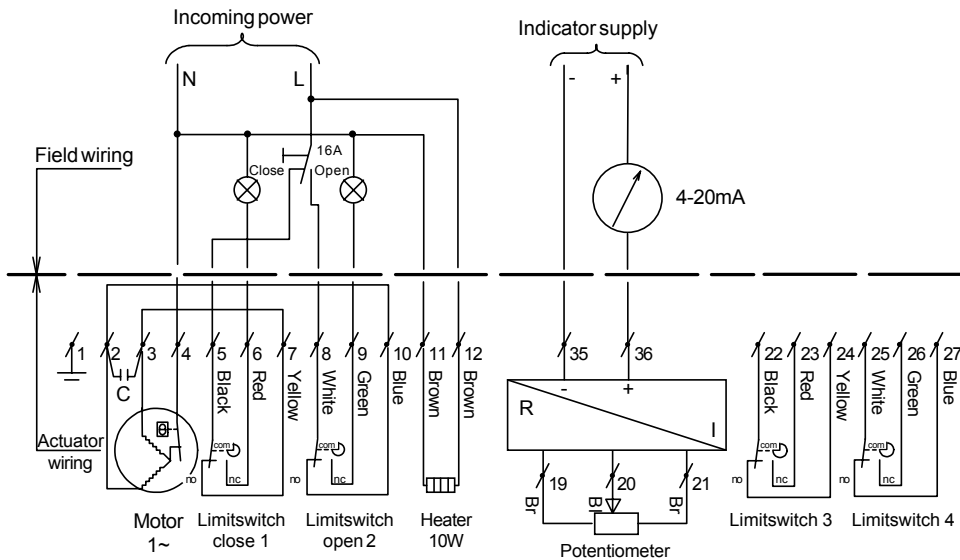 Incoming power
Indicator supply
N L
- +
16A
Close Open
Field wiring
4-20mA
1 2 3 4 5 6 7 8 9 10 11 12 35 36 22 23 24 25 26 27
Black Red Yellow White Green Blue Brown Brown
Black Red Yellow White Green Blue
C
- +
R I
θ
Actuator wiring
com com com com
no nc no nc no nc no nc
19 20 21
Br Br Br
Motor 1~
Limitswitch close 1
Limitswitch open 2
Heater 10W
Potentiometer
Limitswitch 3
Limitswitch 4